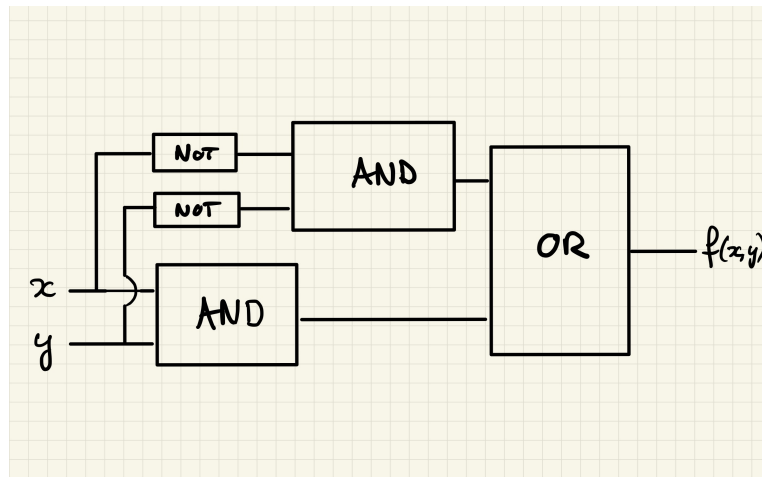 NOT
AND
NOT
OR
f(x,y)
x
AND
y